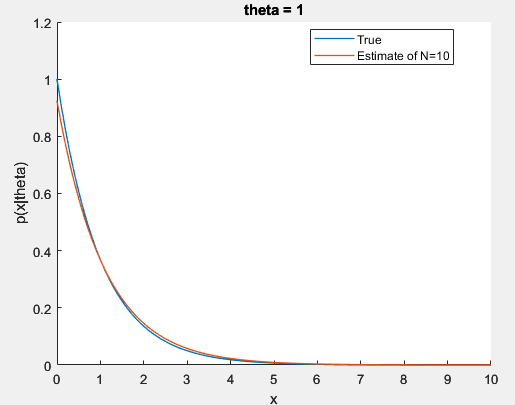 theta = 1
True
Estimate of N=10
1.2
1
0.8
0.6
0.4
0.2
0
p(x|theta)
0 1 2 3 4 5 6 7 8 9 10
x